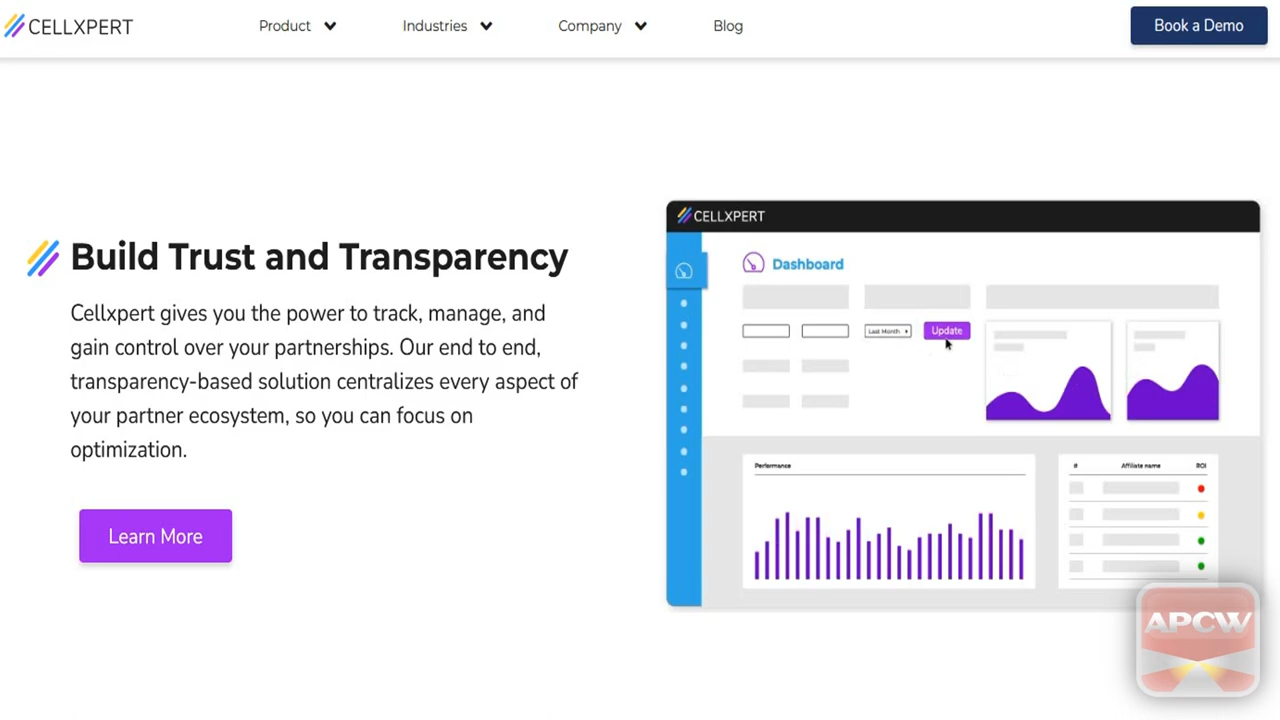 CELLXPERT
Product
Industries
Company
Blog
Book a Demo
Build Trust and Transparency
Cellxpert gives you the power to track, manage, and
gain control over your partnerships. Our end to end,
transparency-based solution centralizes every aspect of
your partner ecosystem, so you can focus on
optimization.
Learn More
CELLXPERT
Dashboard
Last Month
Update
Performance
# Affiliate name ROI
APCW